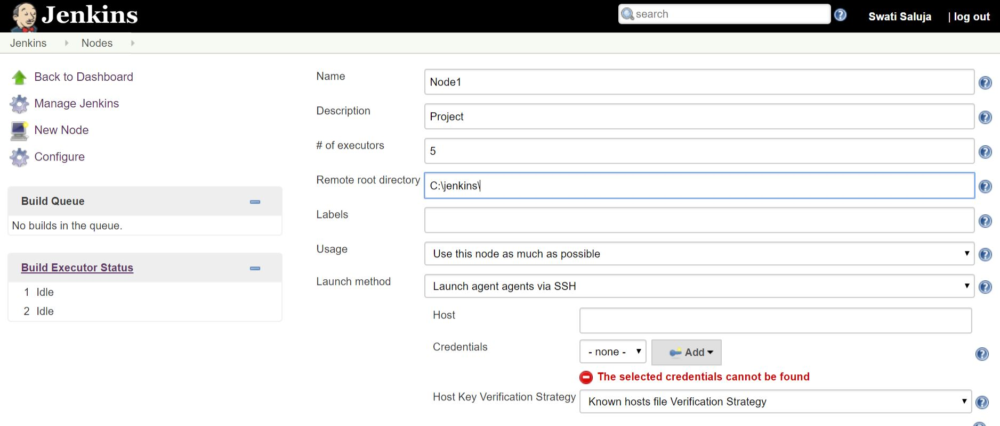 Jenkins
search
Swati Saluja
| log out
Jenkins
Nodes
Back to Dashboard
Manage Jenkins
New Node
Configure
Build Queue
No builds in the queue.
Build Executor Status
1 Idle
2 Idle
Name
Node1
Description
Project
# of executors
5
Remote root directory
C:\jenkins\
Labels
Usage
Use this node as much as possible
Launch method
Launch agent agents via SSH
Host
Credentials
- none -
Add
The selected credentials cannot be found
Host Key Verification Strategy
Known hosts file Verification Strategy